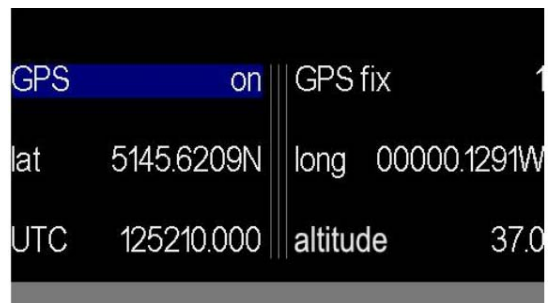 GPS on GPS fix 1
lat 5145.6209N long 00000.1291W
UTC 125210.000 altitude 37.0